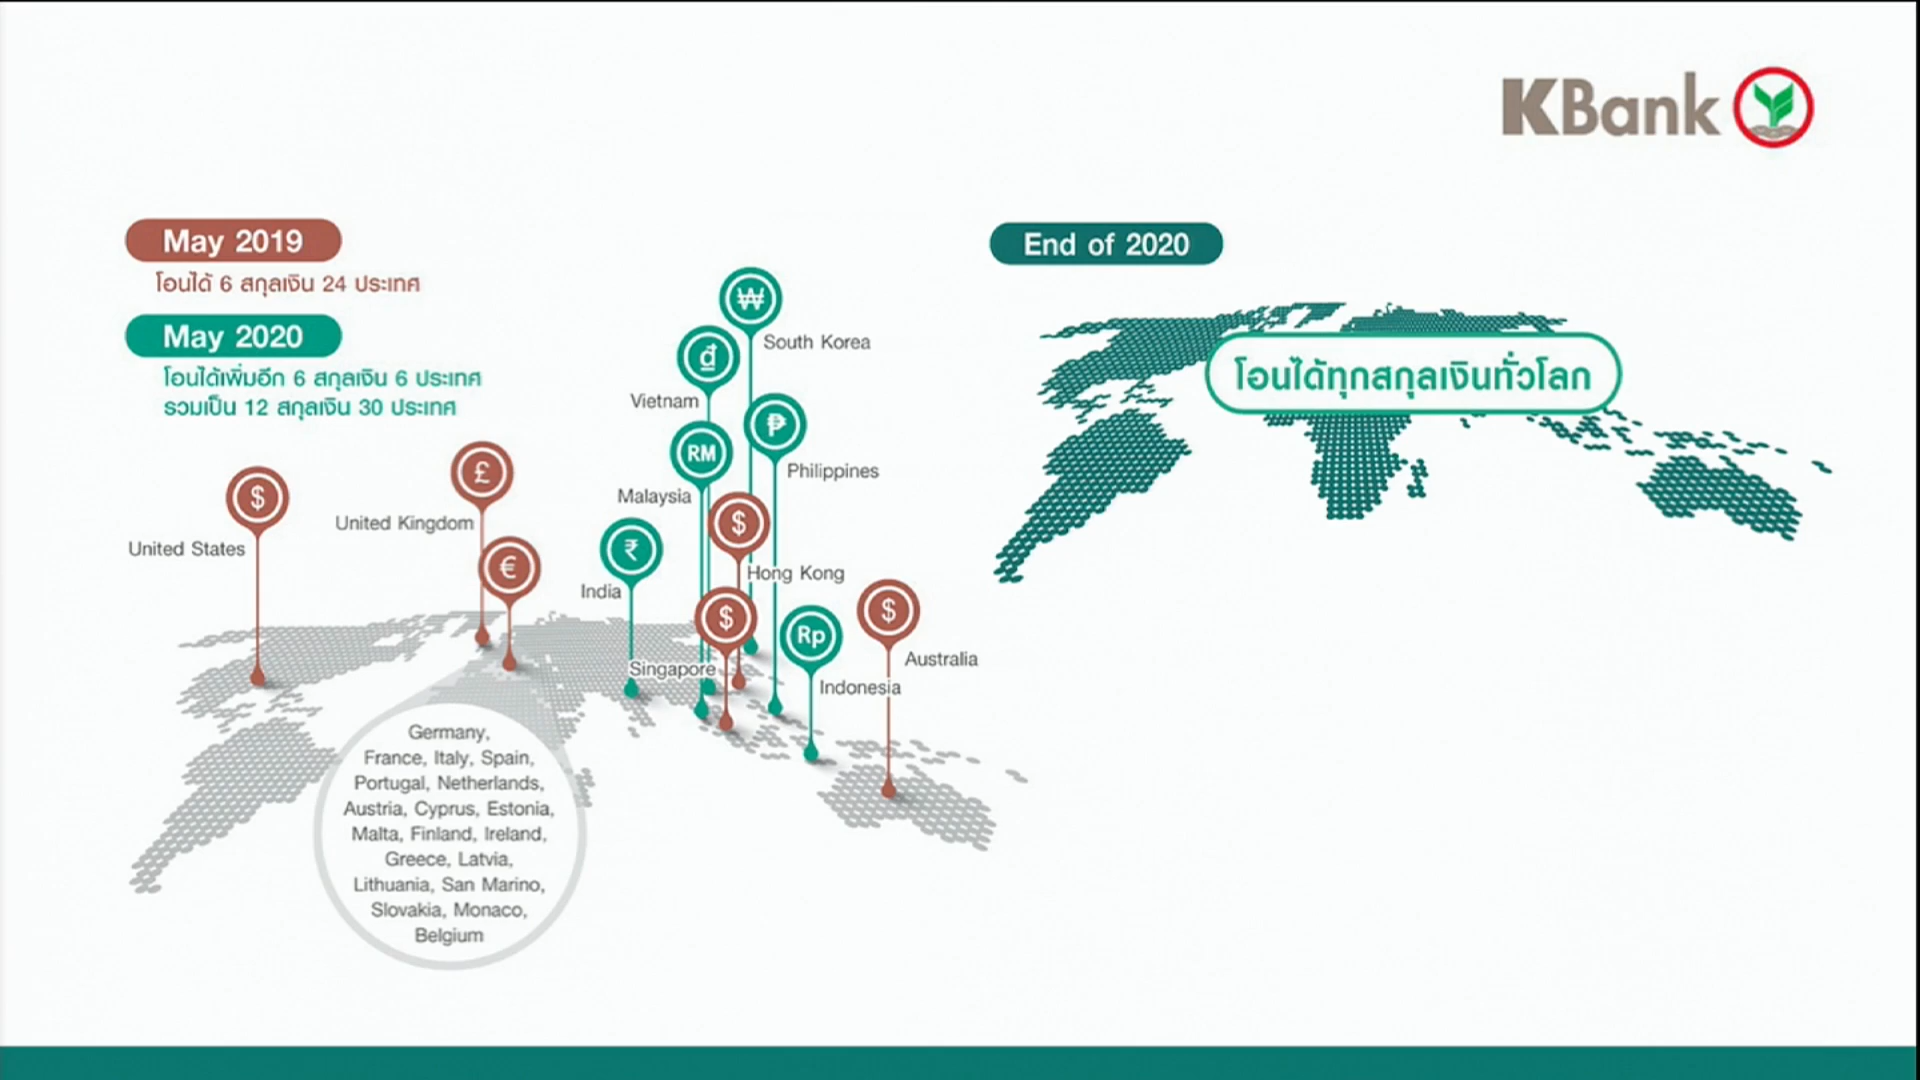 KBank
May 2019
โอนได้ 6 สกุลเงิน 24 ประเทศ
May 2020
โอนได้เพิ่มอีก 6 สกุลเงิน 6 ประเทศ
รวมเป็น 12 สกุลเงิน 30 ประเทศ
End of 2020
โอนได้ทุกสกุลเงินทั่วโลก
₩
South Korea
₫
Vietnam
₱
Philippines
RM
Malaysia
$
United States
£
United Kingdom
€
₹
India
$
Hong Kong
$
Singapore
Rp
Indonesia
$
Australia
Germany,
France, Italy, Spain,
Portugal, Netherlands,
Austria, Cyprus, Estonia,
Malta, Finland, Ireland,
Greece, Latvia,
Lithuania, San Marino,
Slovakia, Monaco,
Belgium